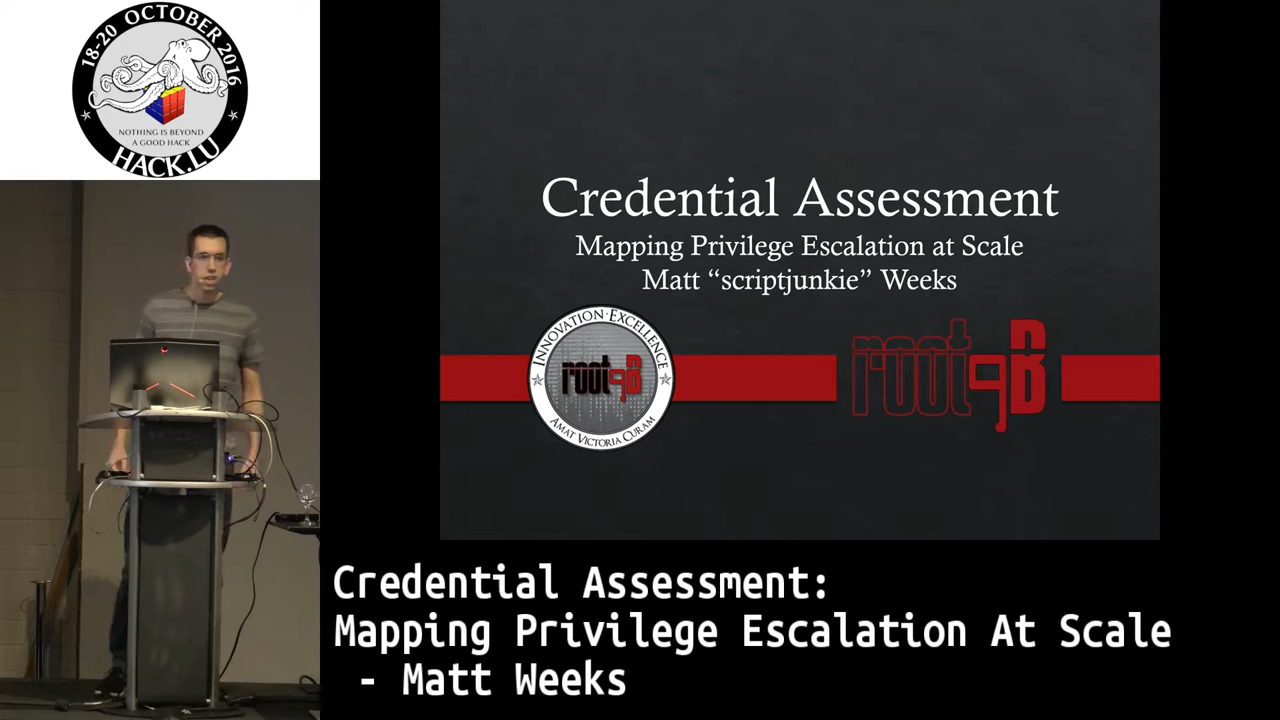 18-20 OCTOBER 2016
NOTHING IS BEYOND
A GOOD HACK
HACK.LU
Credential Assessment
Mapping Privilege Escalation at Scale
Matt “scriptjunkie” Weeks
INNOVATION·EXCELLENCE
root9B
AMAT VICTORIA CURAM
root9B
Credential Assessment:
Mapping Privilege Escalation At Scale
- Matt Weeks